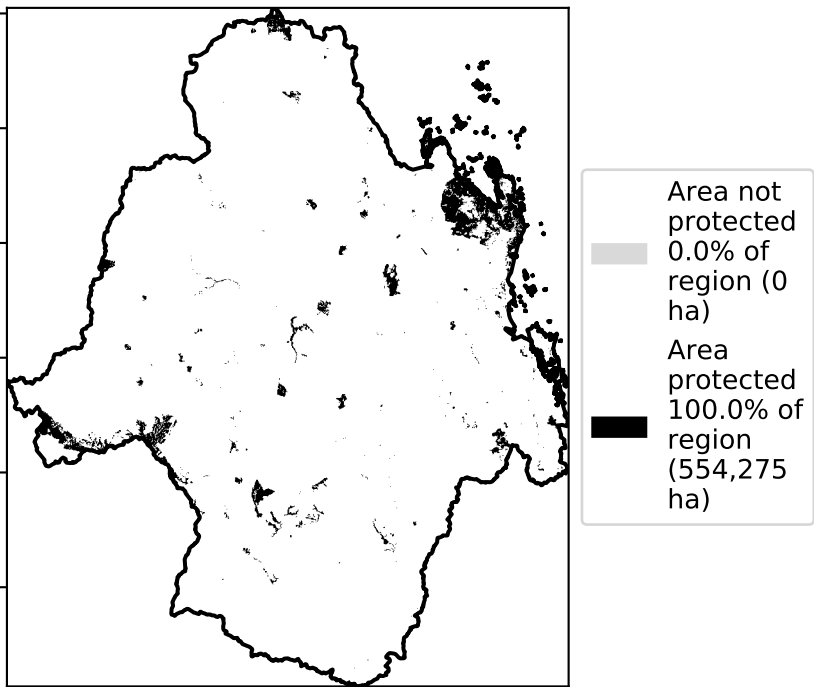 Area not
protected
0.0% of
region (0
ha)
Area
protected
100.0% of
region
(554,275
ha)